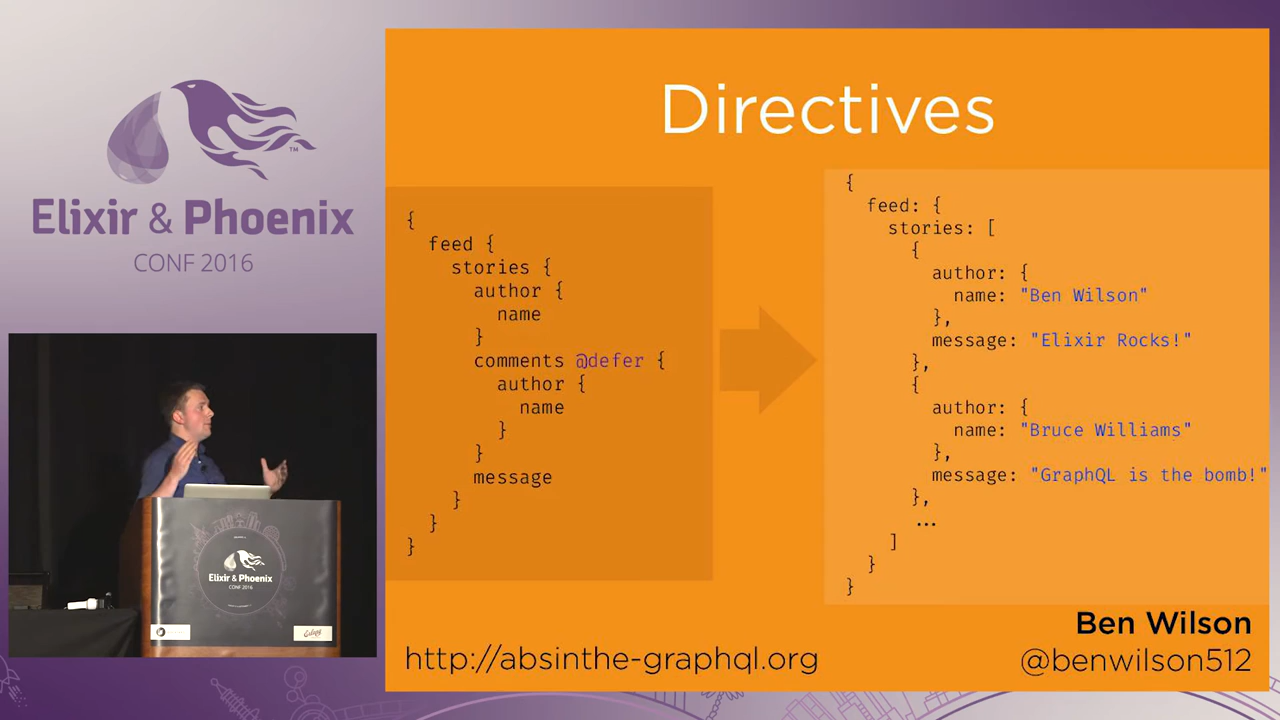 Elixir & Phoenix
TM
CONF 2016
Directives
{
  feed {
    stories {
      author {
        name
      }
      comments @defer {
        author {
          name
        }
      }
      message
    }
  }
}
{
  feed: {
    stories: [
      {
        author: {
          name: "Ben Wilson"
        },
        message: "Elixir Rocks!"
      },
      {
        author: {
          name: "Bruce Williams"
        },
        message: "GraphQL is the bomb!"
      },
      ...
    ]
  }
}
Ben Wilson
http://absinthe-graphql.org
@benwilson512
Elixir & Phoenix
CONF 2016